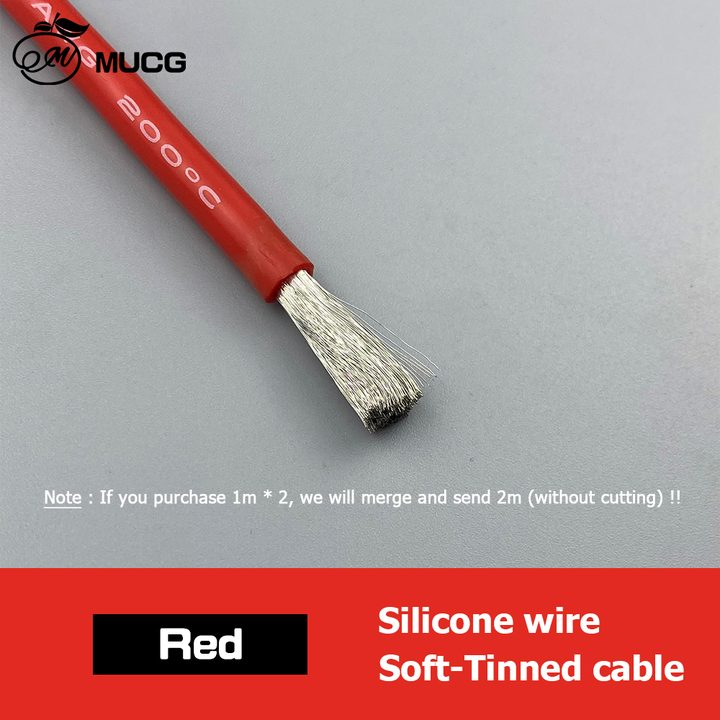 M MUCG
AWG 200°C
Note : If you purchase 1m * 2, we will merge and send 2m (without cutting) !!
Red
Silicone wire
Soft-Tinned cable